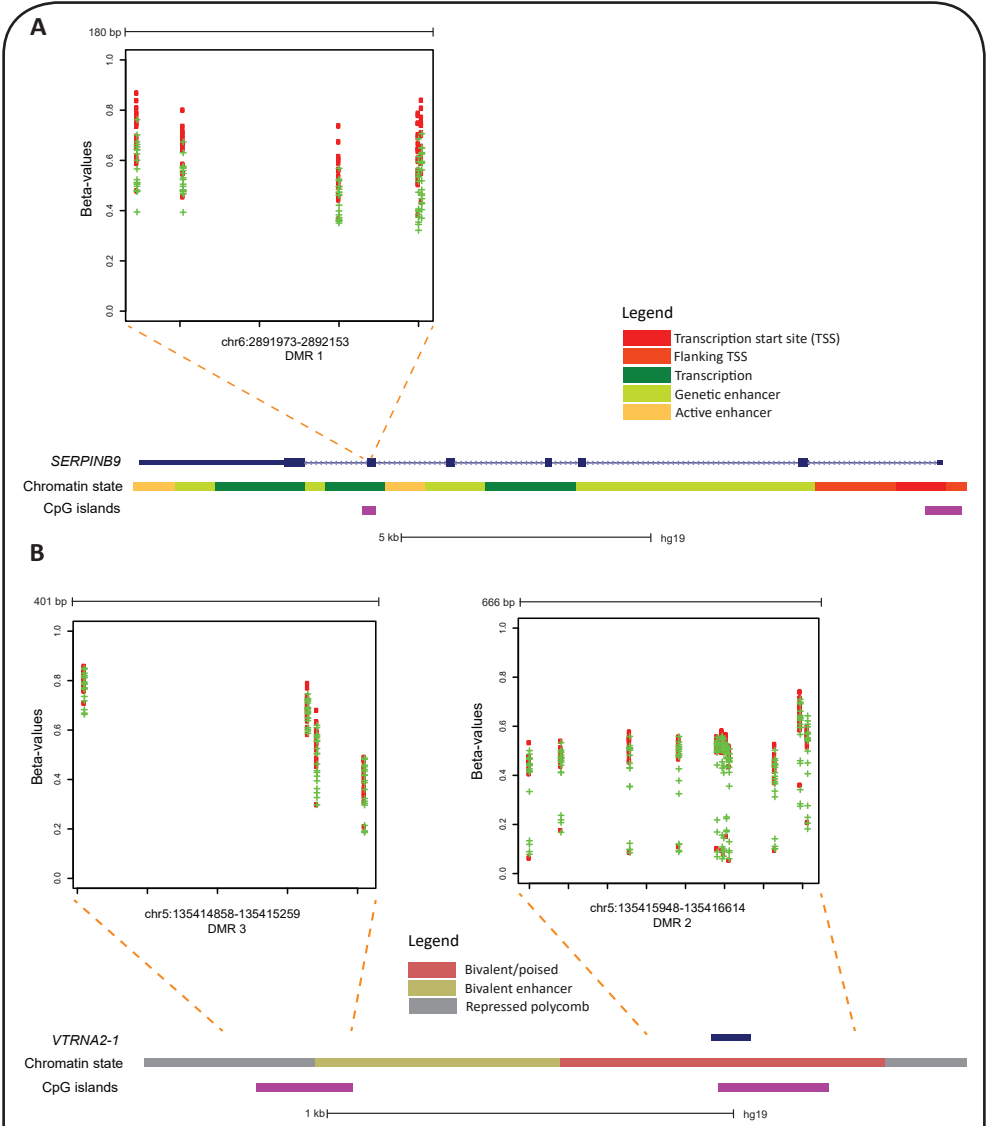 A
180 bp
1.0
0.8
0.6
0.4
0.2
0.0
Beta-values
chr6:2891973-2892153
DMR 1
Legend
Transcription start site (TSS)
Flanking TSS
Transcription
Genetic enhancer
Active enhancer
SERPINB9
Chromatin state
CpG islands
5 kb
hg19
B
401 bp
1.0
0.8
0.6
0.4
0.2
0.0
Beta-values
chr5:135414858-135415259
DMR 3
666 bp
1.0
0.8
0.6
0.4
0.2
0.0
Beta-values
chr5:135415948-135416614
DMR 2
Legend
Bivalent/poised
Bivalent enhancer
Repressed polycomb
VTRNA2-1
Chromatin state
CpG islands
1 kb
hg19